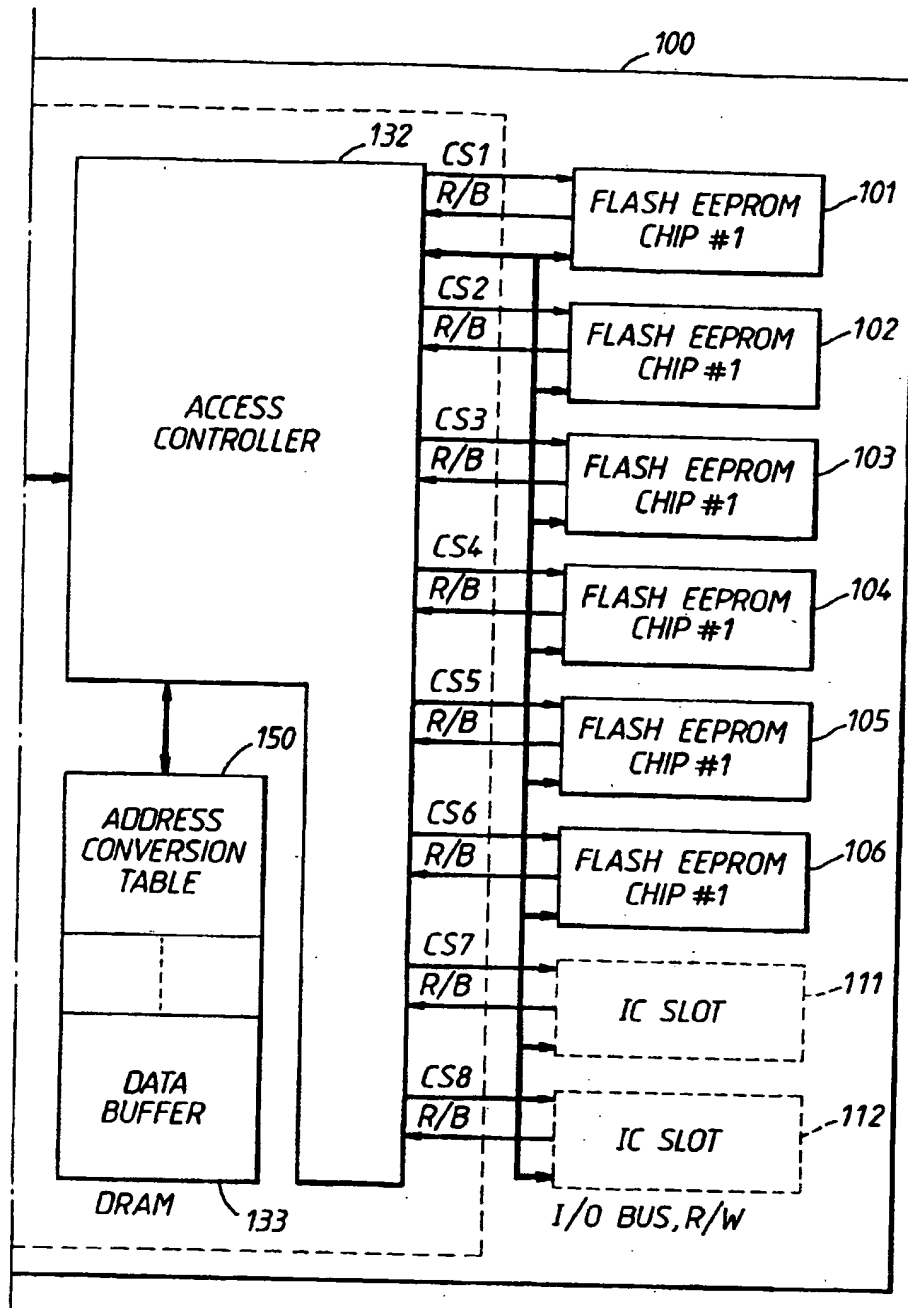 100
132
CS1
R/B
FLASH EEPROM
CHIP #1
101
CS2
R/B
FLASH EEPROM
CHIP #1
102
ACCESS
CONTROLLER
CS3
R/B
FLASH EEPROM
CHIP #1
103
CS4
R/B
FLASH EEPROM
CHIP #1
104
CS5
R/B
FLASH EEPROM
CHIP #1
105
150
ADDRESS
CONVERSION
TABLE
CS6
R/B
FLASH EEPROM
CHIP #1
106
CS7
R/B
IC SLOT
111
DATA
BUFFER
CS8
R/B
IC SLOT
112
DRAM
133
I/O BUS, R/W